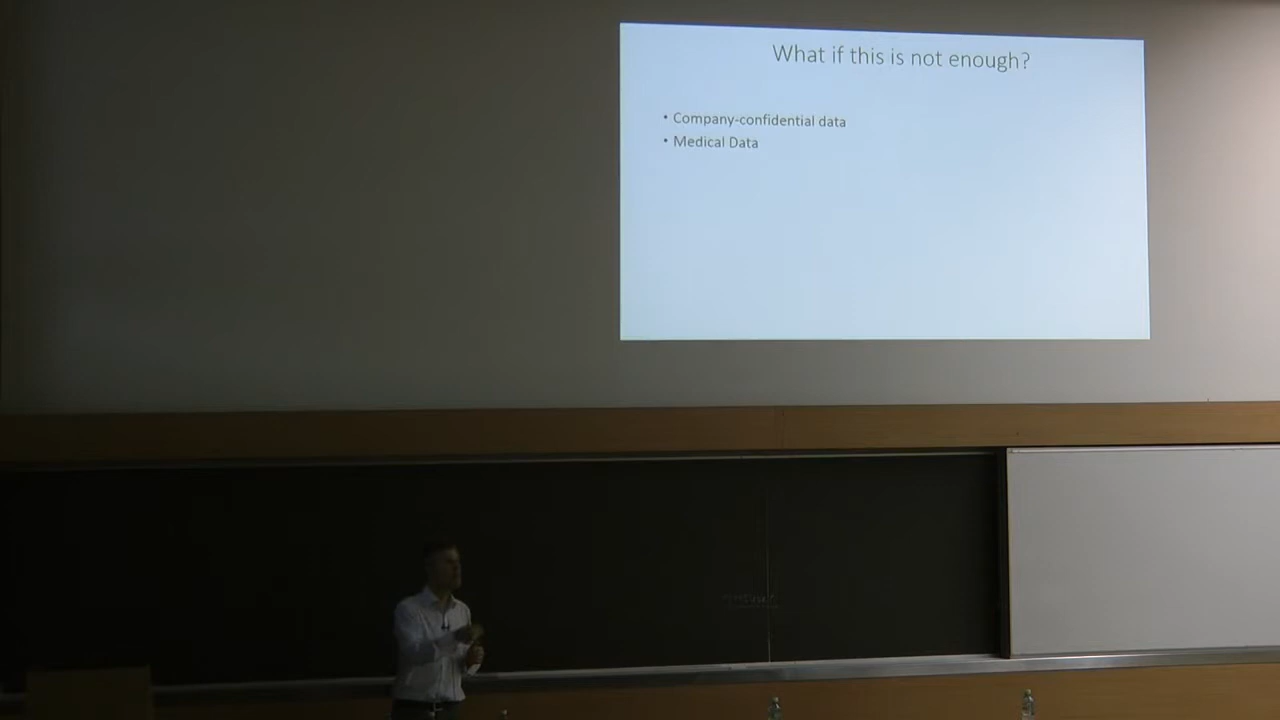 What if this is not enough?
• Company-confidential data
• Medical Data